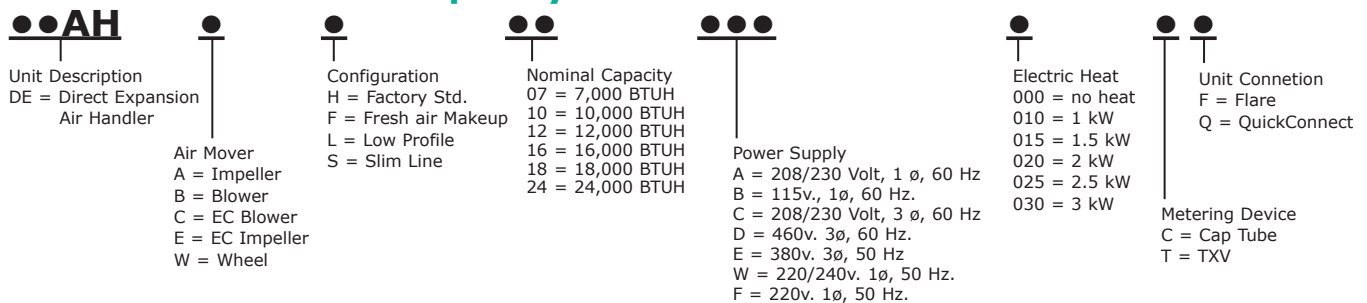 ●●AH ● ● ●● ●●● ● ● ●
Unit Description
DE = Direct Expansion
Air Handler
Air Mover
A = Impeller
B = Blower
C = EC Blower
E = EC Impeller
W = Wheel
Configuration
H = Factory Std.
F = Fresh air Makeup
L = Low Profile
S = Slim Line
Nominal Capacity
07 = 7,000 BTUH
10 = 10,000 BTUH
12 = 12,000 BTUH
16 = 16,000 BTUH
18 = 18,000 BTUH
24 = 24,000 BTUH
Power Supply
A = 208/230 Volt, 1 ø, 60 Hz
B = 115v., 1ø, 60 Hz.
C = 208/230 Volt, 3 ø, 60 Hz
D = 460v. 3ø, 60 Hz.
E = 380v. 3ø, 50 Hz
W = 220/240v. 1ø, 50 Hz.
F = 220v. 1ø, 50 Hz.
Electric Heat
000 = no heat
010 = 1 kW
015 = 1.5 kW
020 = 2 kW
025 = 2.5 kW
030 = 3 kW
Metering Device
C = Cap Tube
T = TXV
Unit Connetion
F = Flare
Q = QuickConnect